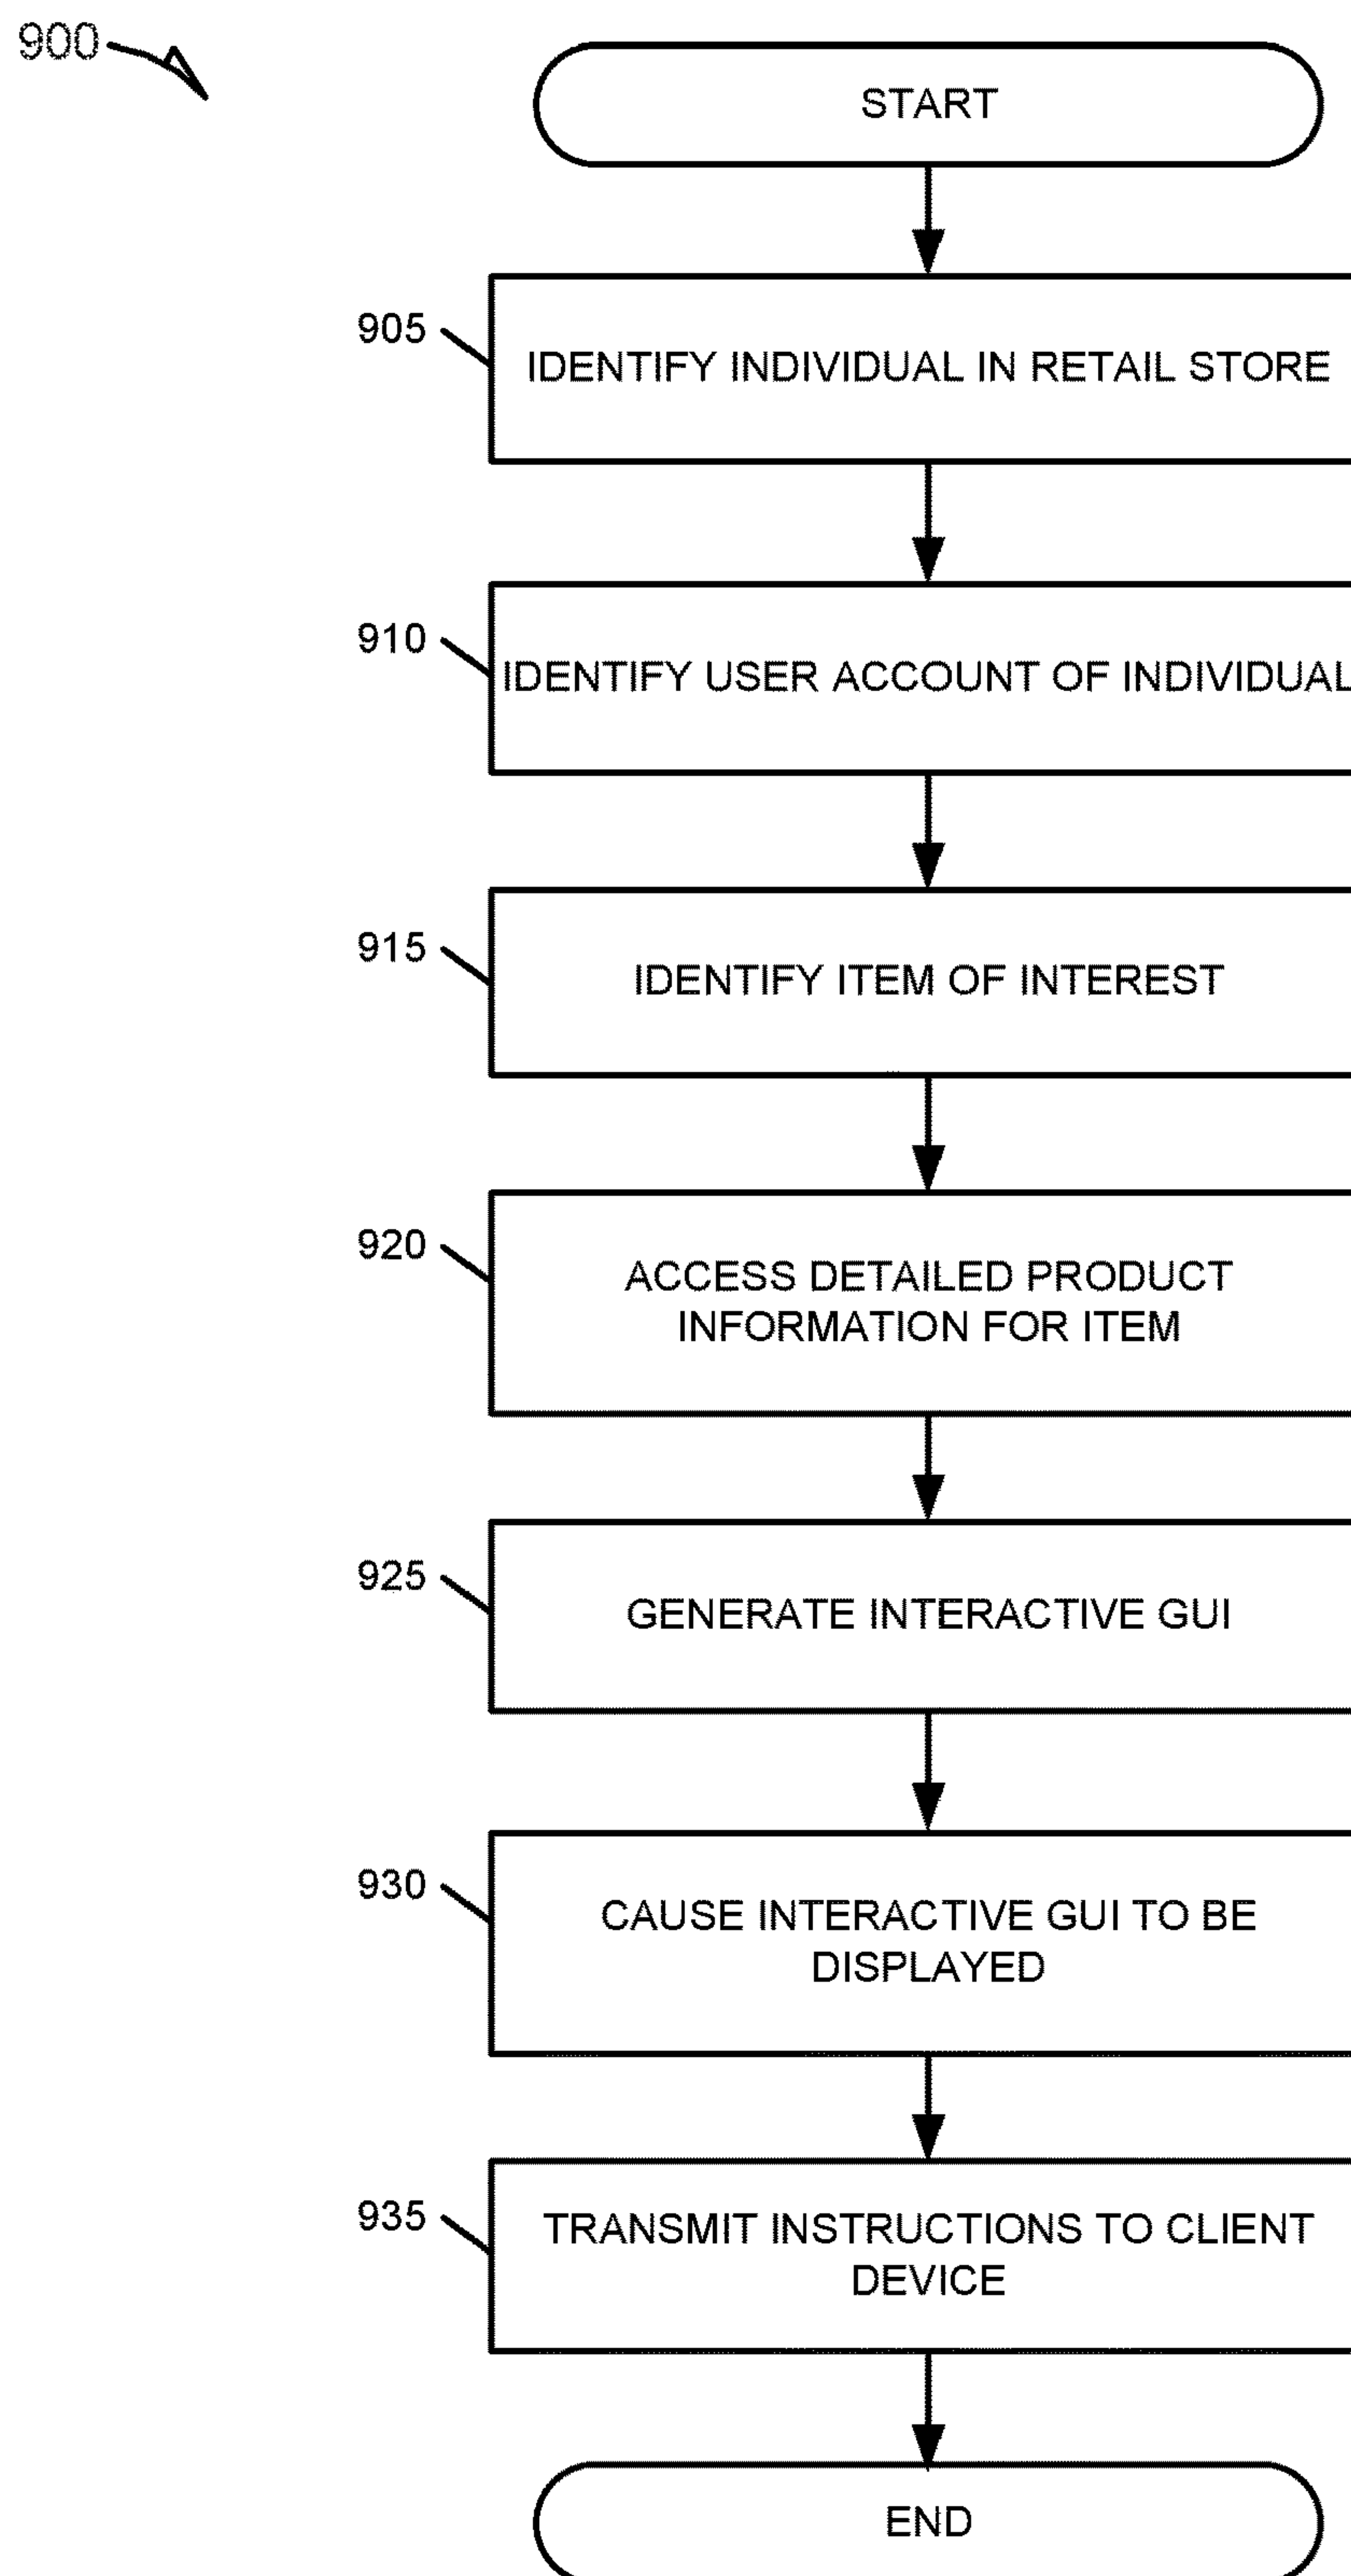 900
START
905
IDENTIFY INDIVIDUAL IN RETAIL STORE
910
IDENTIFY USER ACCOUNT OF INDIVIDUAL
915
IDENTIFY ITEM OF INTEREST
920
ACCESS DETAILED PRODUCT
INFORMATION FOR ITEM
925
GENERATE INTERACTIVE GUI
930
CAUSE INTERACTIVE GUI TO BE
DISPLAYED
935
TRANSMIT INSTRUCTIONS TO CLIENT
DEVICE
END